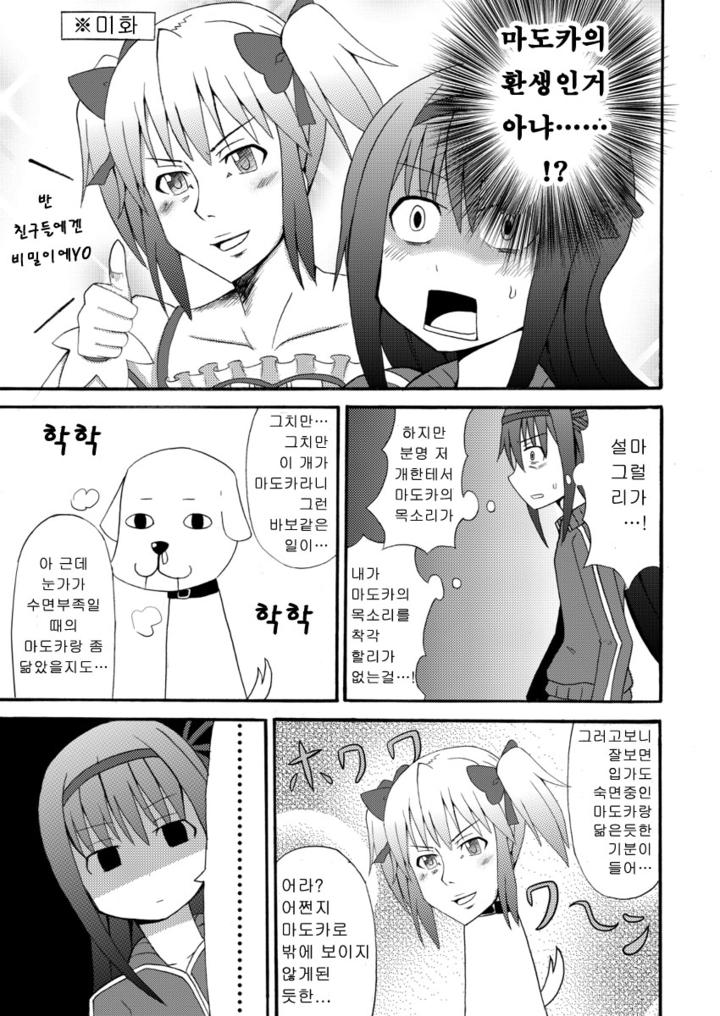 마도카의
환생인거
아냐……
!?
※미화
반
친구들에겐
비밀이에YO
설마
그럴
리가
…!
하지만
분명 저
개한테서
마도카의
목소리가
내가
마도카의
목소리를
착각
할리가
없는걸…!
그치만…
그치만
이 개가
마도카라니
그런
바보같은
일이…
학학
학학
아 근데
눈가가
수면부족일
때의
마도카랑 좀
닮았을지도…
그러고보니
잘보면
입가도
숙면중인
마도카랑
닮은듯한
기분이
들어…
ホワワ
ワ～ン
어라?
어쩐지
마도카로
밖에 보이지
않게된
듯한…
………………